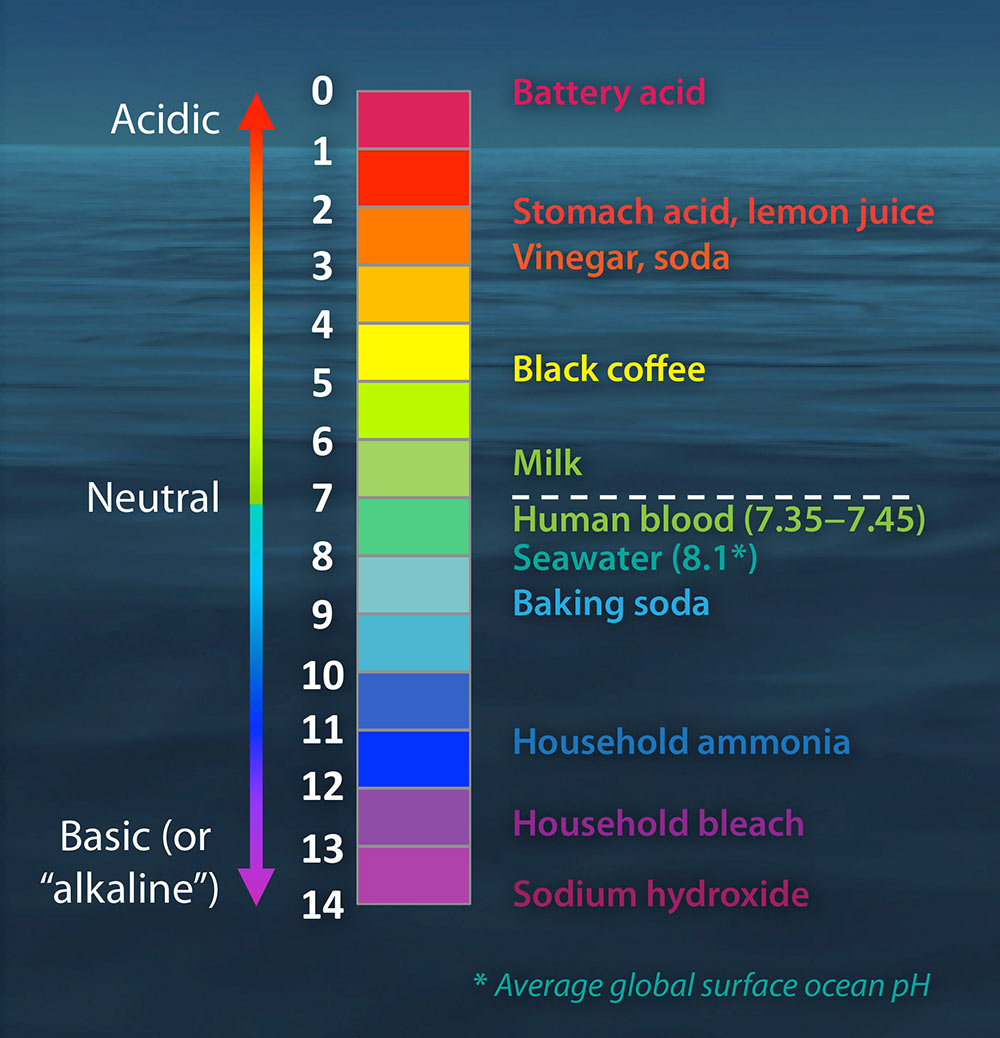 0
Battery acid
Acidic
1
2
Stomach acid, lemon juice
Vinegar, soda
3
4
Black coffee
5
6
Milk
Neutral
7
Human blood (7.35–7.45)
8
Seawater (8.1*)
Baking soda
9
10
11
Household ammonia
12
Household bleach
Basic (or
13
“alkaline”)
Sodium hydroxide
14
* Average global surface ocean pH